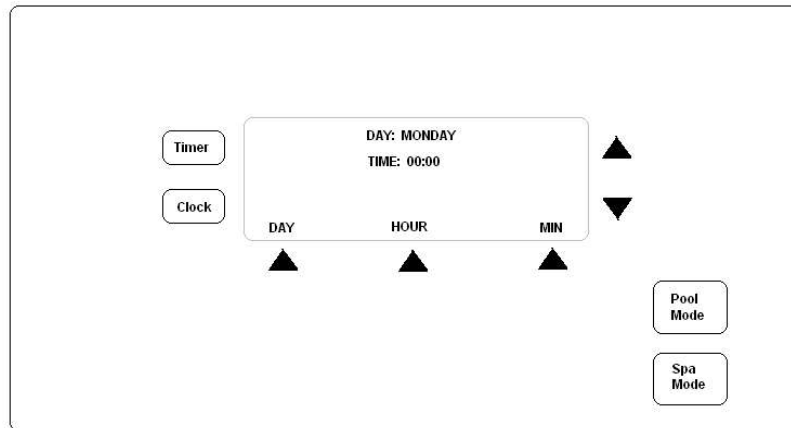 Timer
Clock
DAY: MONDAY
TIME: 00:00
DAY HOUR MIN
Pool
Mode
Spa
Mode